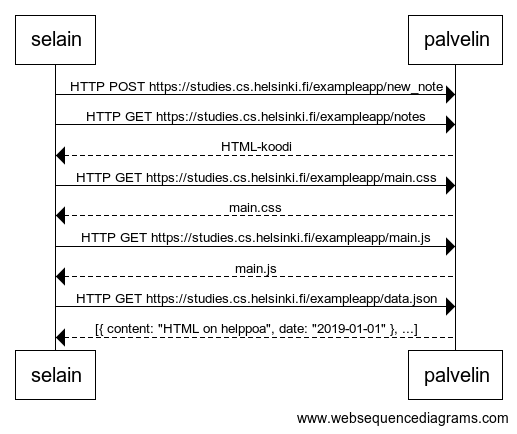 selain
palvelin
HTTP POST https://studies.cs.helsinki.fi/exampleapp/new_note
HTTP GET https://studies.cs.helsinki.fi/exampleapp/notes
HTML-koodi
HTTP GET https://studies.cs.helsinki.fi/exampleapp/main.css
main.css
HTTP GET https://studies.cs.helsinki.fi/exampleapp/main.js
main.js
HTTP GET https://studies.cs.helsinki.fi/exampleapp/data.json
[{ content: "HTML on helppoa", date: "2019-01-01" }, ...]
selain
palvelin
www.websequencediagrams.com